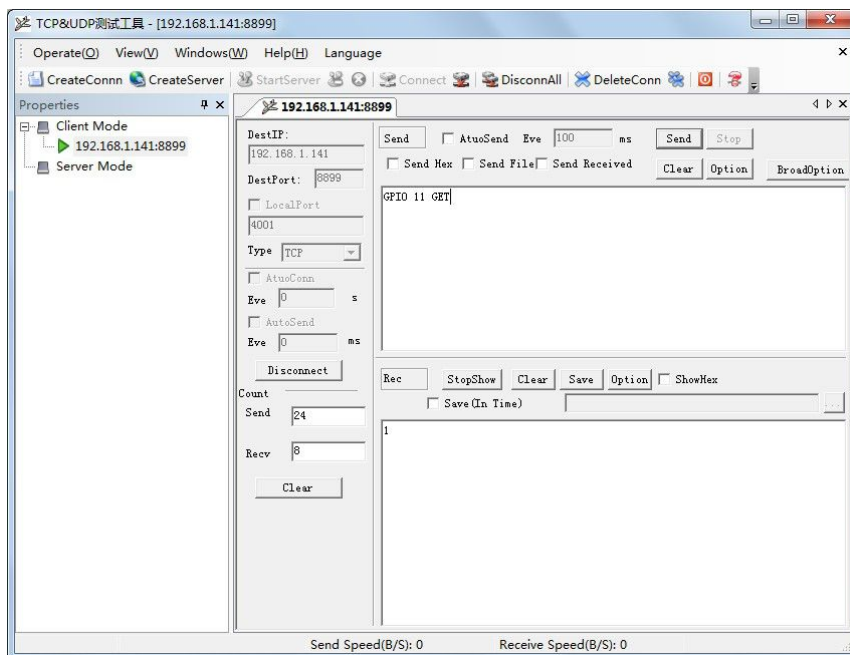 TCP&UDP测试工具 - [192.168.1.141:8899]
Operate(O) View(V) Windows(W) Help(H) Language
CreateConnn CreateServer StartServer Connect DisconnAll DeleteConn
Properties
Client Mode
192.168.1.141:8899
Server Mode
192.168.1.141:8899
DestIP:
192.168.1.141
DestPort: 8899
LocalPort
4001
Type TCP
AtuoConn
Eve 0 s
AutoSend
Eve 0 ms
Disconnect
Count
Send 24
Recv 8
Clear
Send AtuoSend Eve 100 ms Send Stop
Send Hex Send File Send Received Clear Option BroadOption
GPIO 11 GET
Rec StopShow Clear Save Option ShowHex
Save(In Time) ...
1
Send Speed(B/S): 0 Receive Speed(B/S): 0